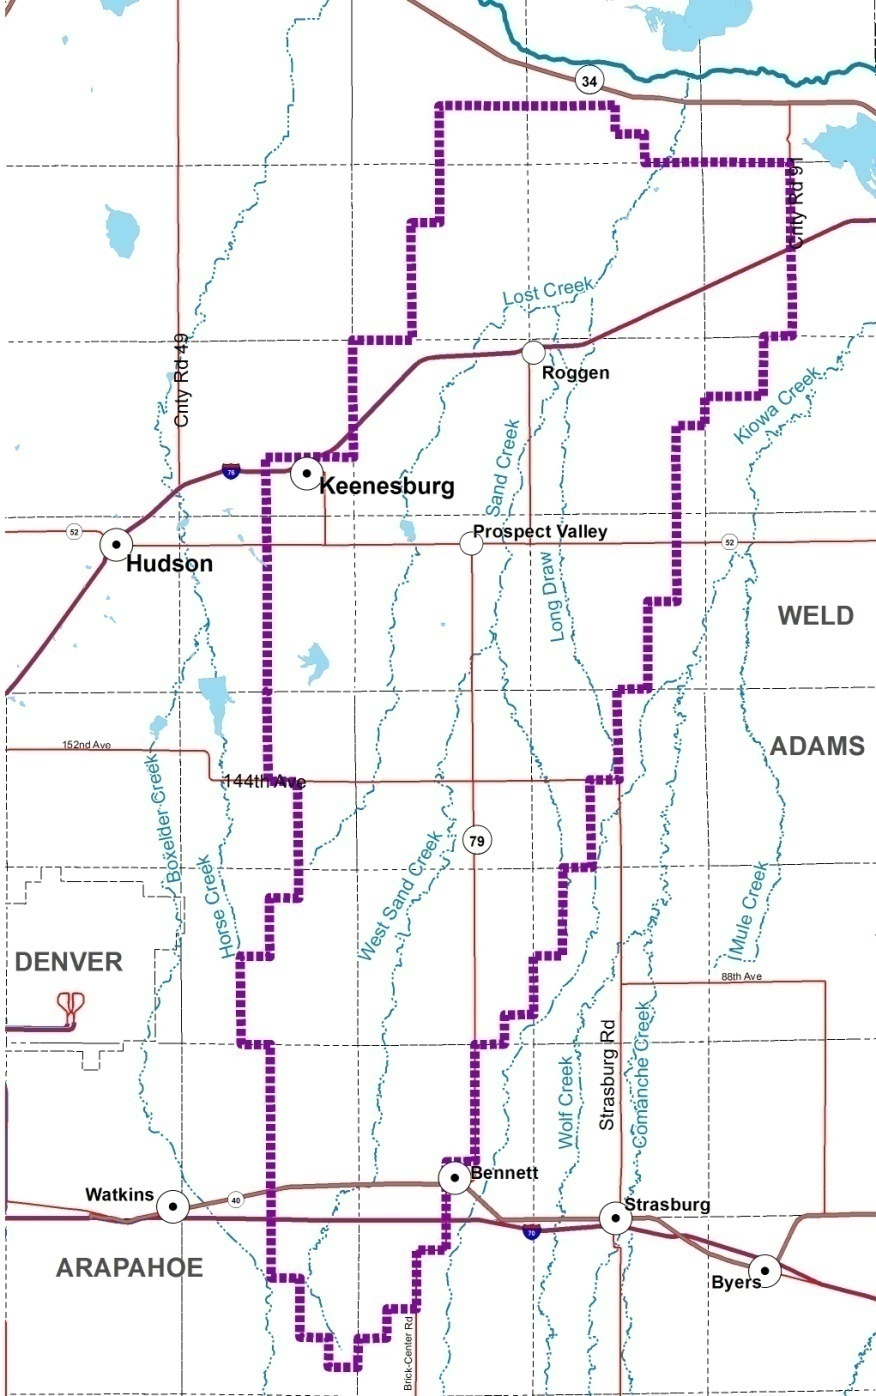 34
Cnty Rd 91
Lost Creek
Cnty Rd 49
Roggen
Kiowa Creek
76
Keenesburg
Sand Creek
52
Hudson
Prospect Valley
52
Long Draw
WELD
152nd Ave
ADAMS
144th Ave
Boxelder Creek
79
Horse Creek
West Sand Creek
Mule Creek
DENVER
88th Ave
Wolf Creek
Strasburg Rd
Comanche Creek
Bennett
Watkins
40
Strasburg
70
ARAPAHOE
Byers
Brick-Center Rd